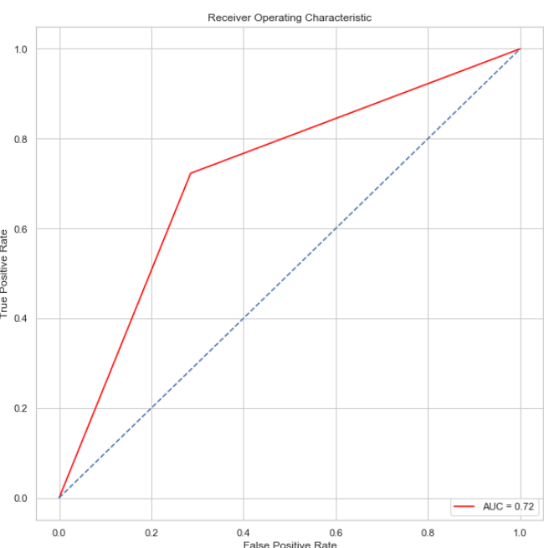 Receiver Operating Characteristic
1.0
0.8
0.6
0.4
0.2
0.0
True Positive Rate
AUC = 0.72
0.0 0.2 0.4 0.6 0.8 1.0
False Positive Rate